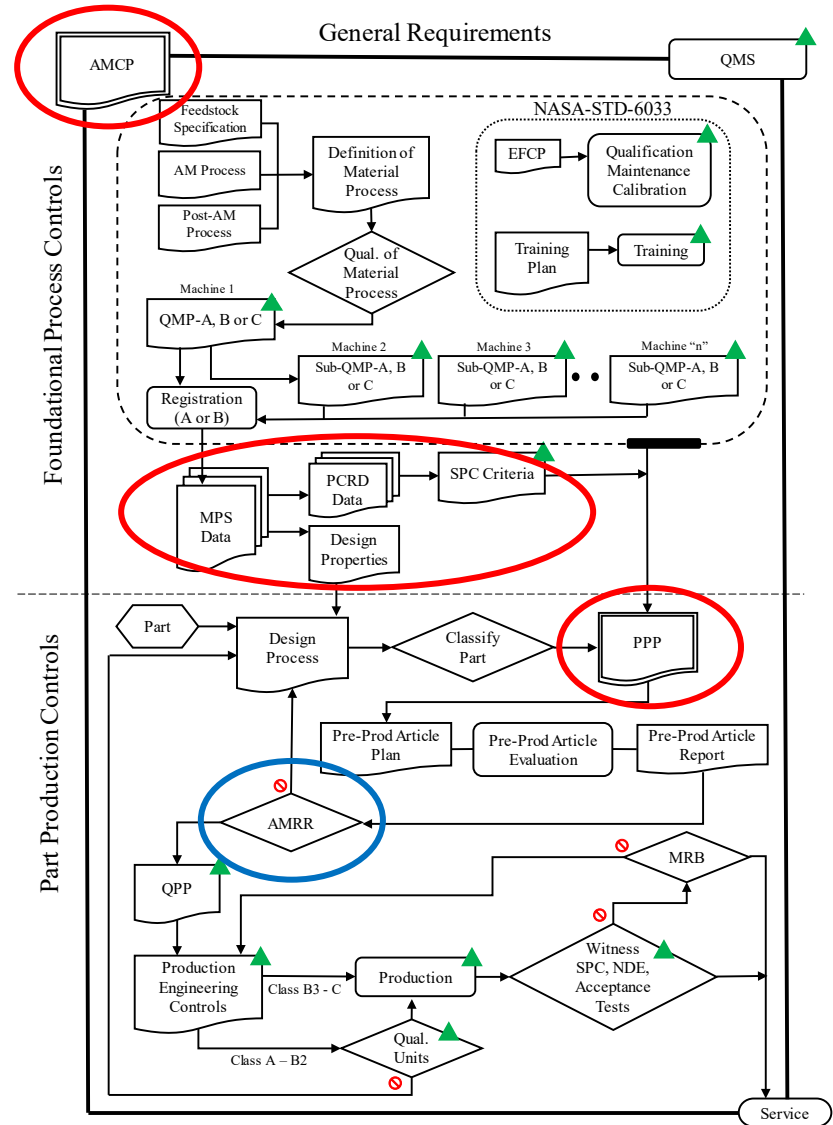 General Requirements
AMCP
QMS
Foundational Process Controls
NASA-STD-6033
Feedstock
Specification
AM Process
Post-AM
Process
Definition of
Material
Process
EFCP
Qualification
Maintenance
Calibration
Training
Plan
Training
Qual. of
Material
Process
Machine 1
QMP-A, B or C
Machine 2
Sub-QMP-A, B
or C
Machine 3
Sub-QMP-A, B
or C
Machine “n”
Sub-QMP-A, B
or C
Registration
(A or B)
MPS
Data
PCRD
Data
SPC Criteria
Design
Properties
Part Production Controls
Part
Design
Process
Classify
Part
PPP
Pre-Prod Article
Plan
Pre-Prod Article
Evaluation
Pre-Prod Article
Report
AMRR
MRB
QPP
Production
Engineering
Controls
Class B3 - C
Production
Witness
SPC, NDE,
Acceptance
Tests
Class A – B2
Qual.
Units
Service